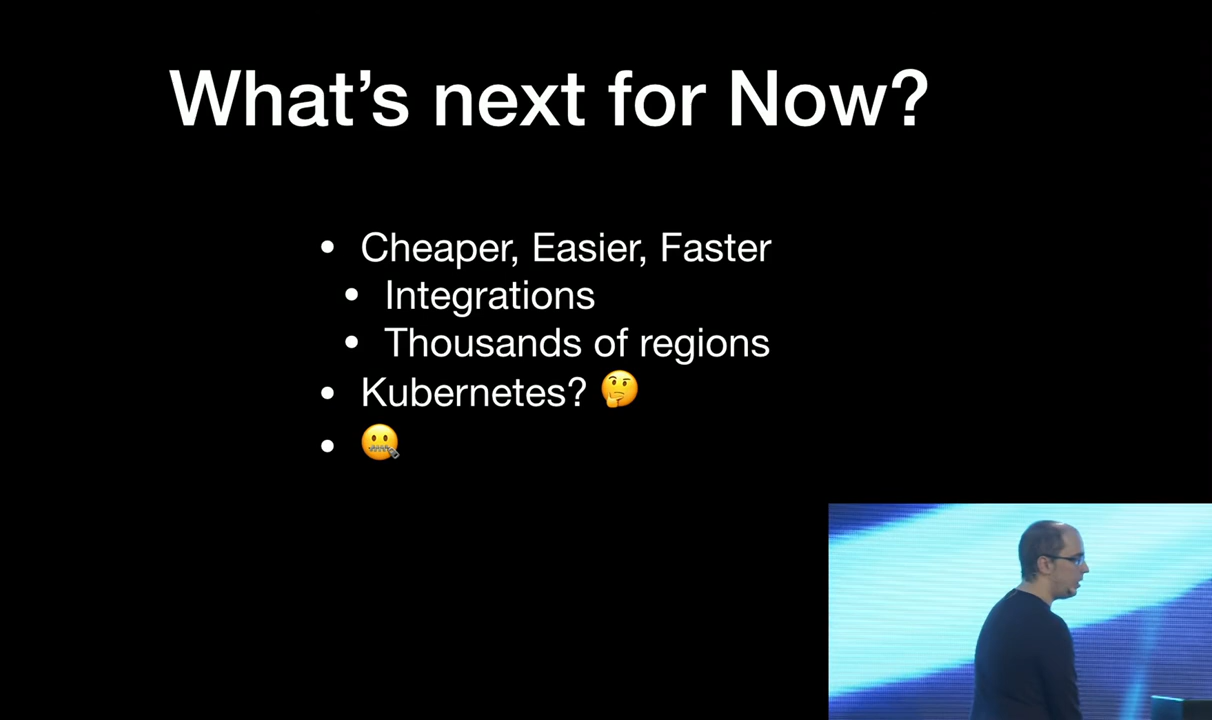 What’s next for Now?
• Cheaper, Easier, Faster
• Integrations
• Thousands of regions
• Kubernetes? 🤔
• 🤐